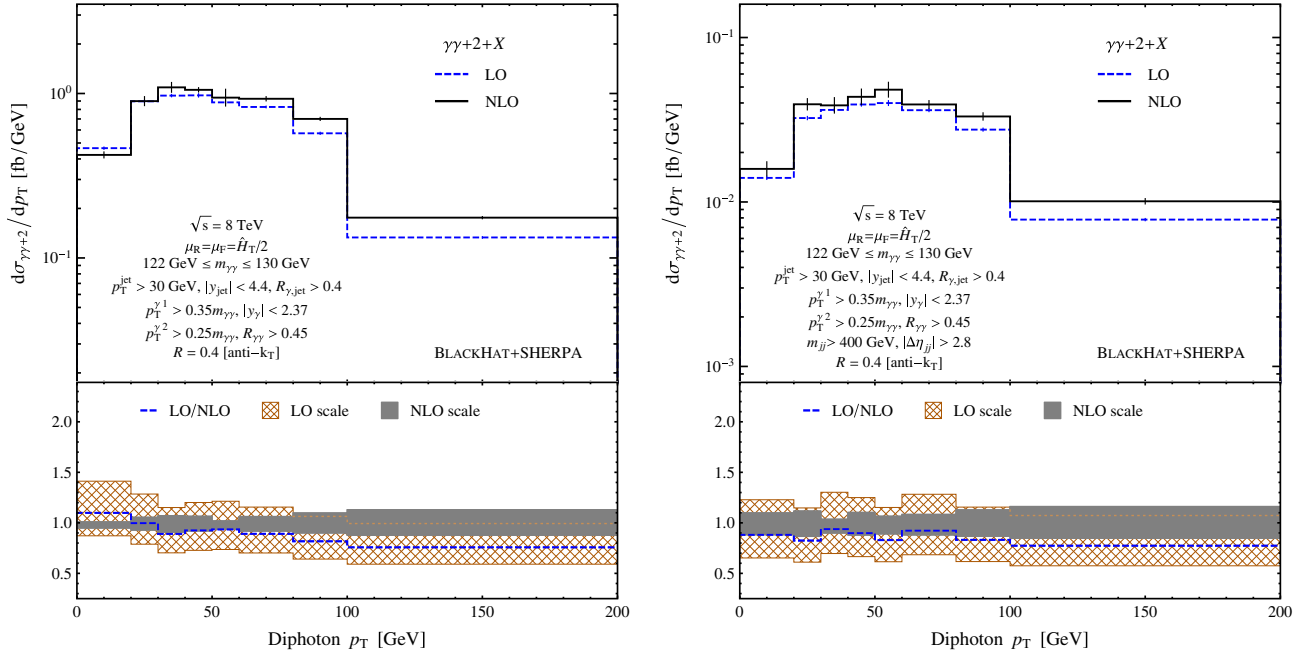 γγ+2+X
LO
NLO
10⁰
10⁻¹
dσ_γγ+2/dp_T [fb/GeV]
√s = 8 TeV
μ_R=μ_F=Ĥ_T/2
122 GeV ≤ m_γγ ≤ 130 GeV
p_T^jet > 30 GeV, |y_jet| < 4.4, R_γ,jet > 0.4
p_T^γ1 > 0.35m_γγ, |y_γ| < 2.37
p_T^γ2 > 0.25m_γγ, R_γγ > 0.45
R = 0.4 [anti−k_T]
BLACKHAT+SHERPA
LO/NLO LO scale NLO scale
2.0
1.5
1.0
0.5
0 50 100 150 200
Diphoton p_T [GeV]
γγ+2+X
LO
NLO
10⁻¹
10⁻²
10⁻³
dσ_γγ+2/dp_T [fb/GeV]
√s = 8 TeV
μ_R=μ_F=Ĥ_T/2
122 GeV ≤ m_γγ ≤ 130 GeV
p_T^jet > 30 GeV, |y_jet| < 4.4, R_γ,jet > 0.4
p_T^γ1 > 0.35m_γγ, |y_γ| < 2.37
p_T^γ2 > 0.25m_γγ, R_γγ > 0.45
m_jj > 400 GeV, |Δη_jj| > 2.8
R = 0.4 [anti−k_T]
BLACKHAT+SHERPA
LO/NLO LO scale NLO scale
2.0
1.5
1.0
0.5
0 50 100 150 200
Diphoton p_T [GeV]